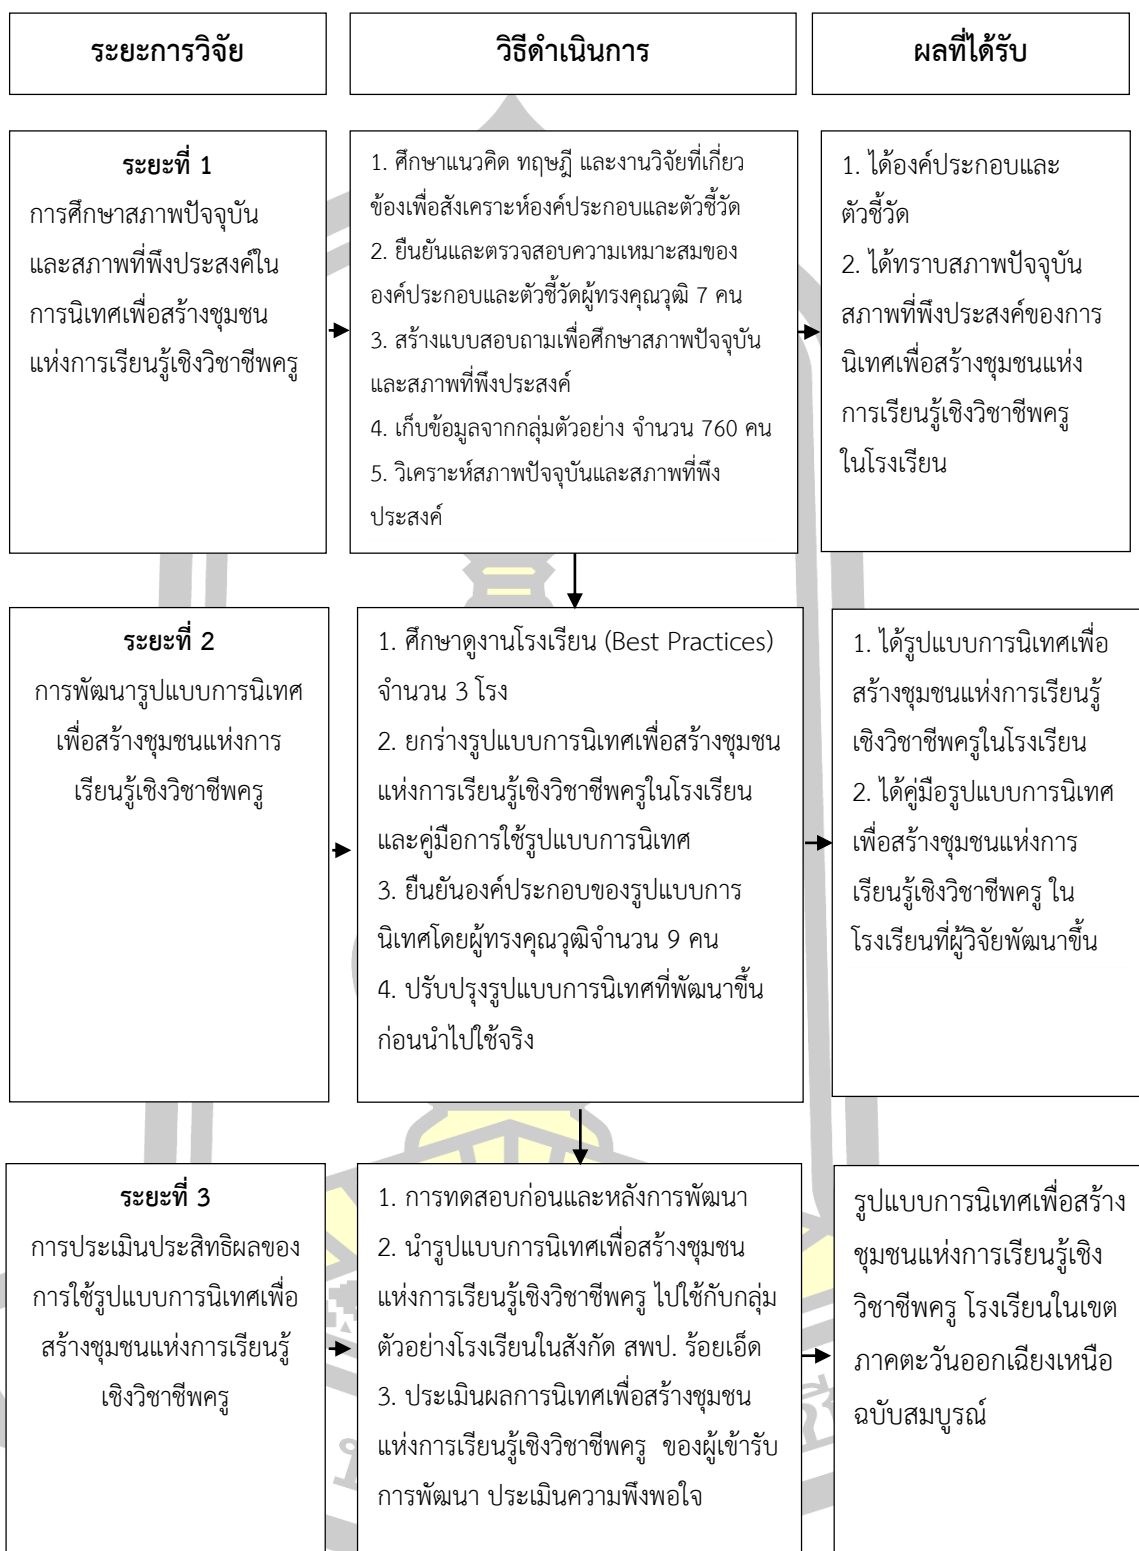 ระยะการวิจัย
วิธีดำเนินการ
ผลที่ได้รับ
ระยะที่ 1
การศึกษาสภาพปัจจุบัน
และสภาพที่พึงประสงค์ใน
การนิเทศเพื่อสร้างชุมชน
แห่งการเรียนรู้เชิงวิชาชีพครู
1. ศึกษาแนวคิด ทฤษฎี และงานวิจัยที่เกี่ยว
ข้องเพื่อสังเคราะห์องค์ประกอบและตัวชี้วัด
2. ยืนยันและตรวจสอบความเหมาะสมของ
องค์ประกอบและตัวชี้วัดผู้ทรงคุณวุฒิ 7 คน
3. สร้างแบบสอบถามเพื่อศึกษาสภาพปัจจุบัน
และสภาพที่พึงประสงค์
4. เก็บข้อมูลจากกลุ่มตัวอย่าง จำนวน 760 คน
5. วิเคราะห์สภาพปัจจุบันและสภาพที่พึง
ประสงค์
1. ได้องค์ประกอบและ
ตัวชี้วัด
2. ได้ทราบสภาพปัจจุบัน
สภาพที่พึงประสงค์ของการ
นิเทศเพื่อสร้างชุมชนแห่ง
การเรียนรู้เชิงวิชาชีพครู
ในโรงเรียน
ระยะที่ 2
การพัฒนารูปแบบการนิเทศ
เพื่อสร้างชุมชนแห่งการ
เรียนรู้เชิงวิชาชีพครู
1. ศึกษาดูงานโรงเรียน (Best Practices)
จำนวน 3 โรง
2. ยกร่างรูปแบบการนิเทศเพื่อสร้างชุมชน
แห่งการเรียนรู้เชิงวิชาชีพครูในโรงเรียน
และคู่มือการใช้รูปแบบการนิเทศ
3. ยืนยันองค์ประกอบของรูปแบบการ
นิเทศโดยผู้ทรงคุณวุฒิจำนวน 9 คน
4. ปรับปรุงรูปแบบการนิเทศที่พัฒนาขึ้น
ก่อนนำไปใช้จริง
1. ได้รูปแบบการนิเทศเพื่อ
สร้างชุมชนแห่งการเรียนรู้
เชิงวิชาชีพครูในโรงเรียน
2. ได้คู่มือรูปแบบการนิเทศ
เพื่อสร้างชุมชนแห่งการ
เรียนรู้เชิงวิชาชีพครู ใน
โรงเรียนที่ผู้วิจัยพัฒนาขึ้น
ระยะที่ 3
การประเมินประสิทธิผลของ
การใช้รูปแบบการนิเทศเพื่อ
สร้างชุมชนแห่งการเรียนรู้
เชิงวิชาชีพครู
1. การทดสอบก่อนและหลังการพัฒนา
2. นำรูปแบบการนิเทศเพื่อสร้างชุมชน
แห่งการเรียนรู้เชิงวิชาชีพครู ไปใช้กับกลุ่ม
ตัวอย่างโรงเรียนในสังกัด สพป. ร้อยเอ็ด
3. ประเมินผลการนิเทศเพื่อสร้างชุมชน
แห่งการเรียนรู้เชิงวิชาชีพครู ของผู้เข้ารับ
การพัฒนา ประเมินความพึงพอใจ
รูปแบบการนิเทศเพื่อสร้าง
ชุมชนแห่งการเรียนรู้เชิง
วิชาชีพครู โรงเรียนในเขต
ภาคตะวันออกเฉียงเหนือ
ฉบับสมบูรณ์